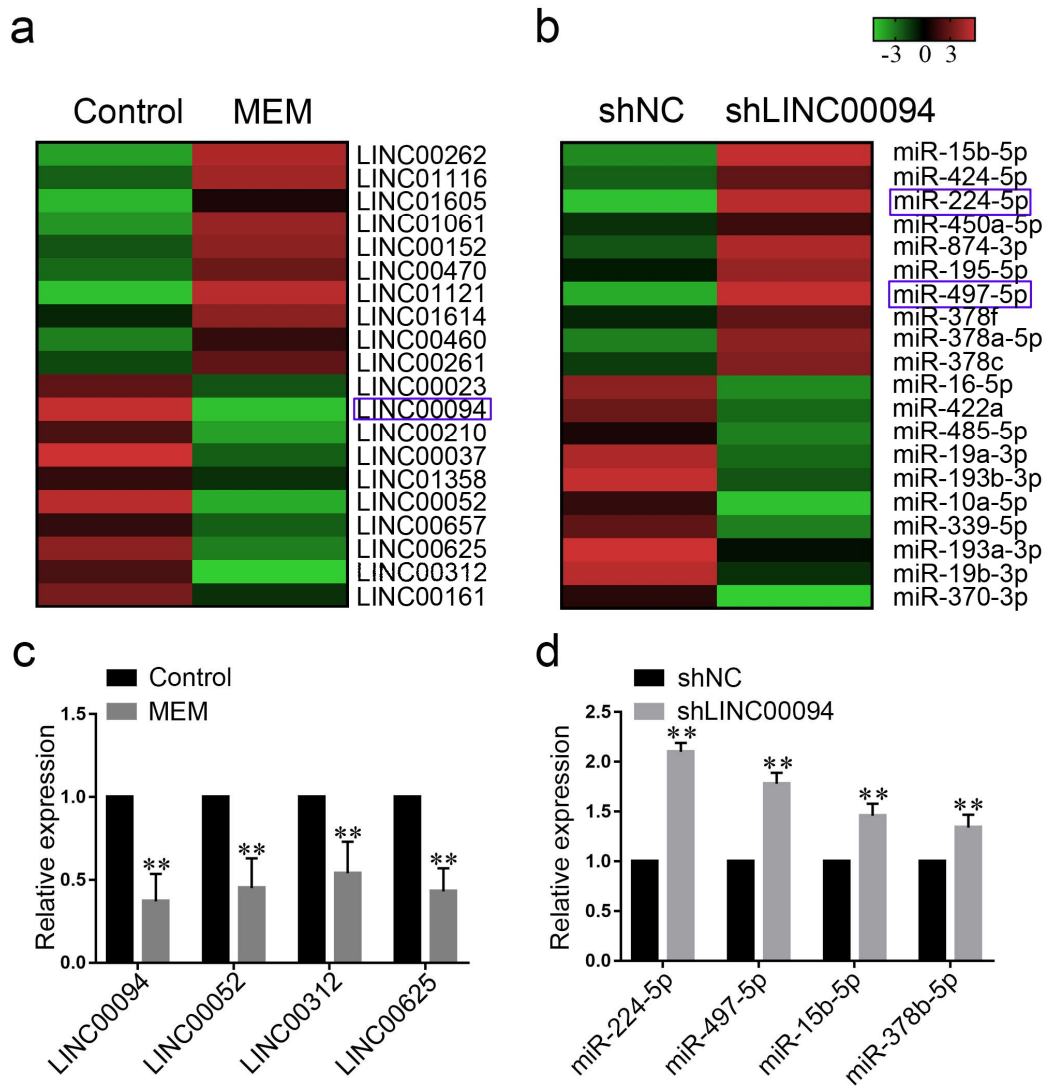 a
b
-3 0 3
Control MEM
shNC shLINC00094
LINC00262
LINC01116
LINC01605
LINC01061
LINC00152
LINC00470
LINC01121
LINC01614
LINC00460
LINC00261
LINC00023
LINC00094
LINC00210
LINC00037
LINC01358
LINC00052
LINC00657
LINC00625
LINC00312
LINC00161
miR-15b-5p
miR-424-5p
miR-224-5p
miR-450a-5p
miR-874-3p
miR-195-5p
miR-497-5p
miR-378f
miR-378a-5p
miR-378c
miR-16-5p
miR-422a
miR-485-5p
miR-19a-3p
miR-193b-3p
miR-10a-5p
miR-339-5p
miR-193a-3p
miR-19b-3p
miR-370-3p
c
Control
MEM
Relative expression
1.5
1.0
0.5
0.0
**
**
**
**
LINC00094
LINC00052
LINC00312
LINC00625
d
shNC
shLINC00094
Relative expression
2.5
2.0
1.5
1.0
0.5
0.0
**
**
**
**
miR-224-5p
miR-497-5p
miR-15b-5p
miR-378b-5p